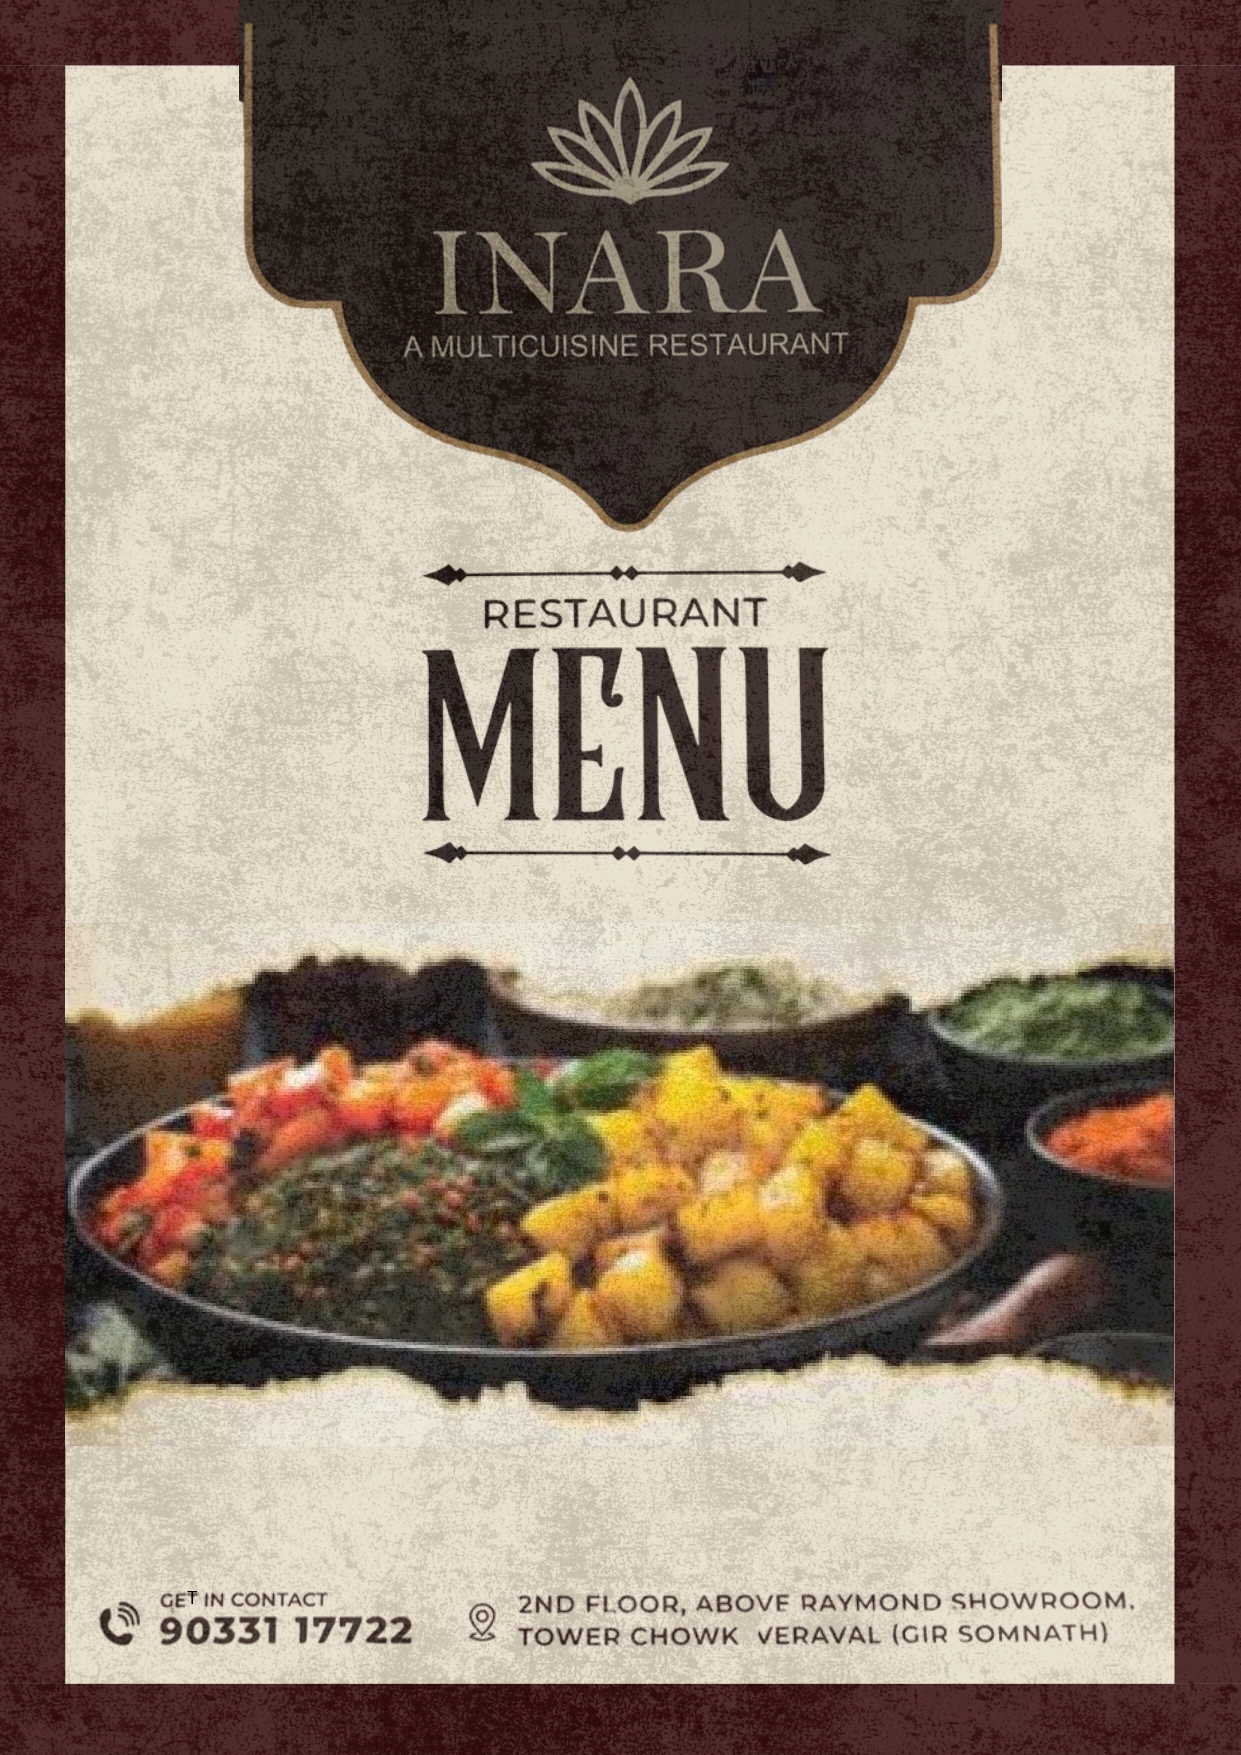 INARA
A MULTICUISINE RESTAURANT
RESTAURANT
MENU
GET IN CONTACT
90331 17722
2ND FLOOR, ABOVE RAYMOND SHOWROOM.
TOWER CHOWK VERAVAL (GIR SOMNATH)